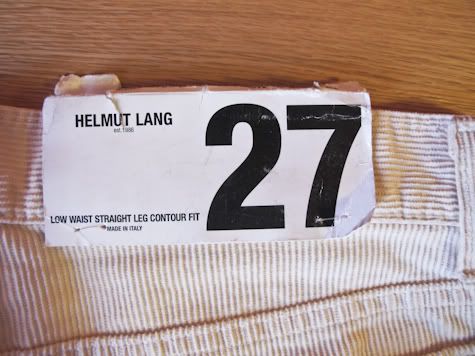 HELMUT LANG
est.1986
27
LOW WAIST STRAIGHT LEG CONTOUR FIT
MADE IN ITALY